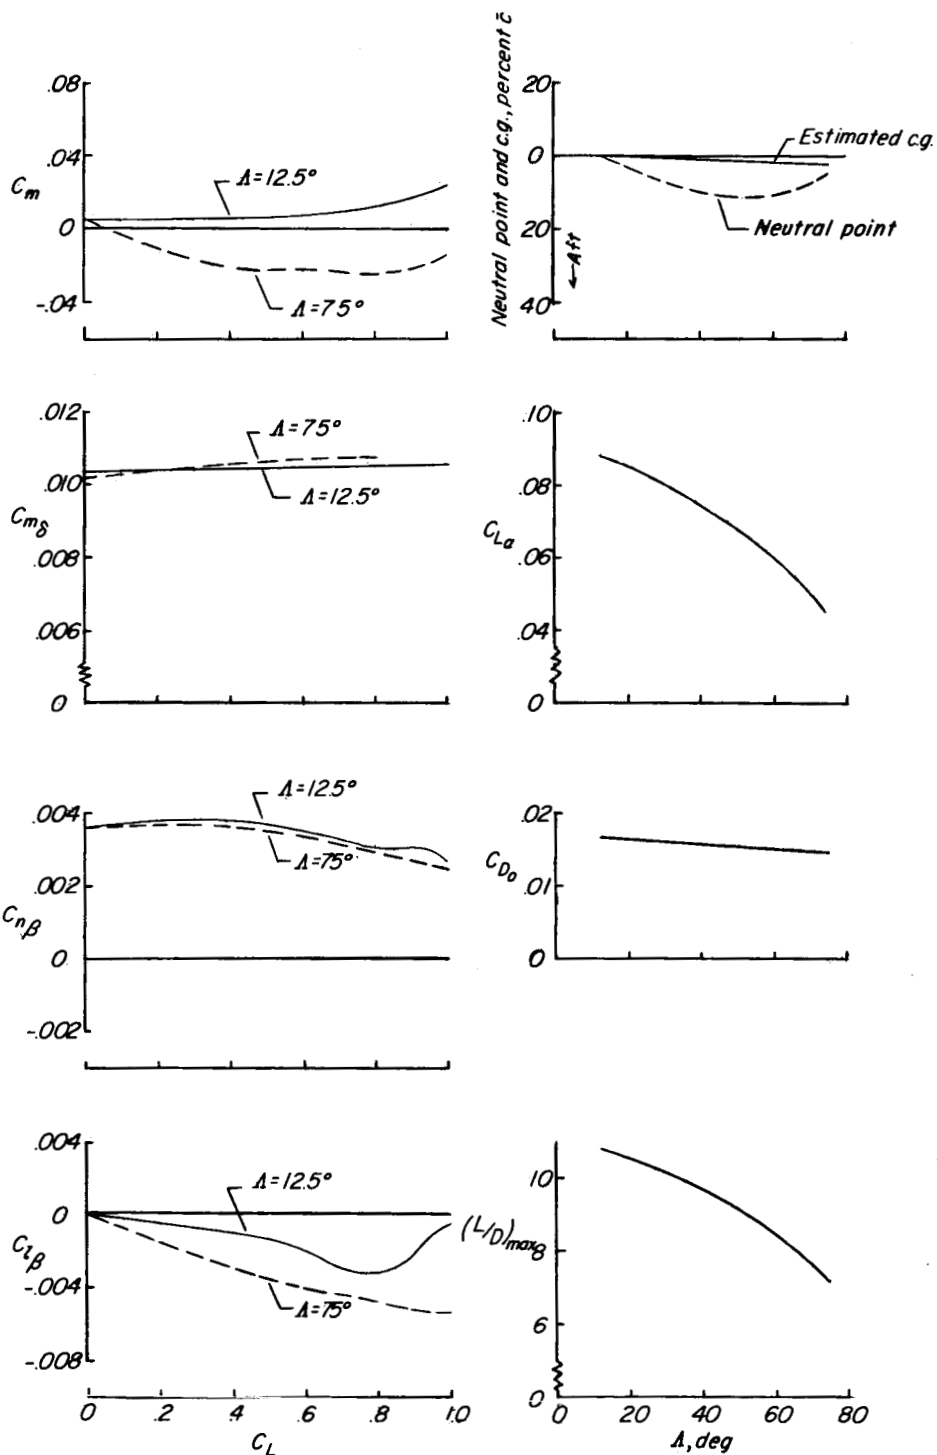 .08
.04
0
-.04
C_m
Λ=12.5°
Λ=75°
Neutral point and c.g., percent c̄
20
0
20
40
←Aft
Estimated c.g.
Neutral point
.012
.010
.008
.006
0
C_mδ
Λ=75°
Λ=12.5°
.10
.08
.06
.04
0
C_Lα
.004
.002
0
-.002
C_nβ
Λ=12.5°
Λ=75°
.02
.01
0
C_D₀
.004
0
-.004
-.008
C_lβ
Λ=12.5°
Λ=75°
0 .2 .4 .6 .8 1.0
C_L
10
8
6
0
(L/D)_max
0 20 40 60 80
Λ, deg